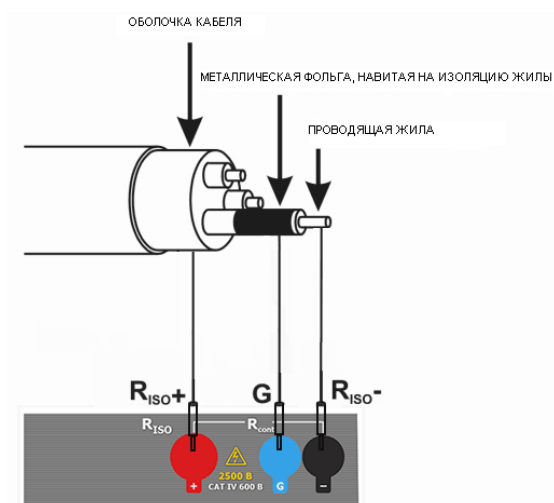 ОБОЛОЧКА КАБЕЛЯ
МЕТАЛЛИЧЕСКАЯ ФОЛЬГА, НАВИТАЯ НА ИЗОЛЯЦИЮ ЖИЛЫ
ПРОВОДЯЩАЯ ЖИЛА
RISO+ G RISO-
RISO Rcont
2500 В
+ CAT IV 600 В G -